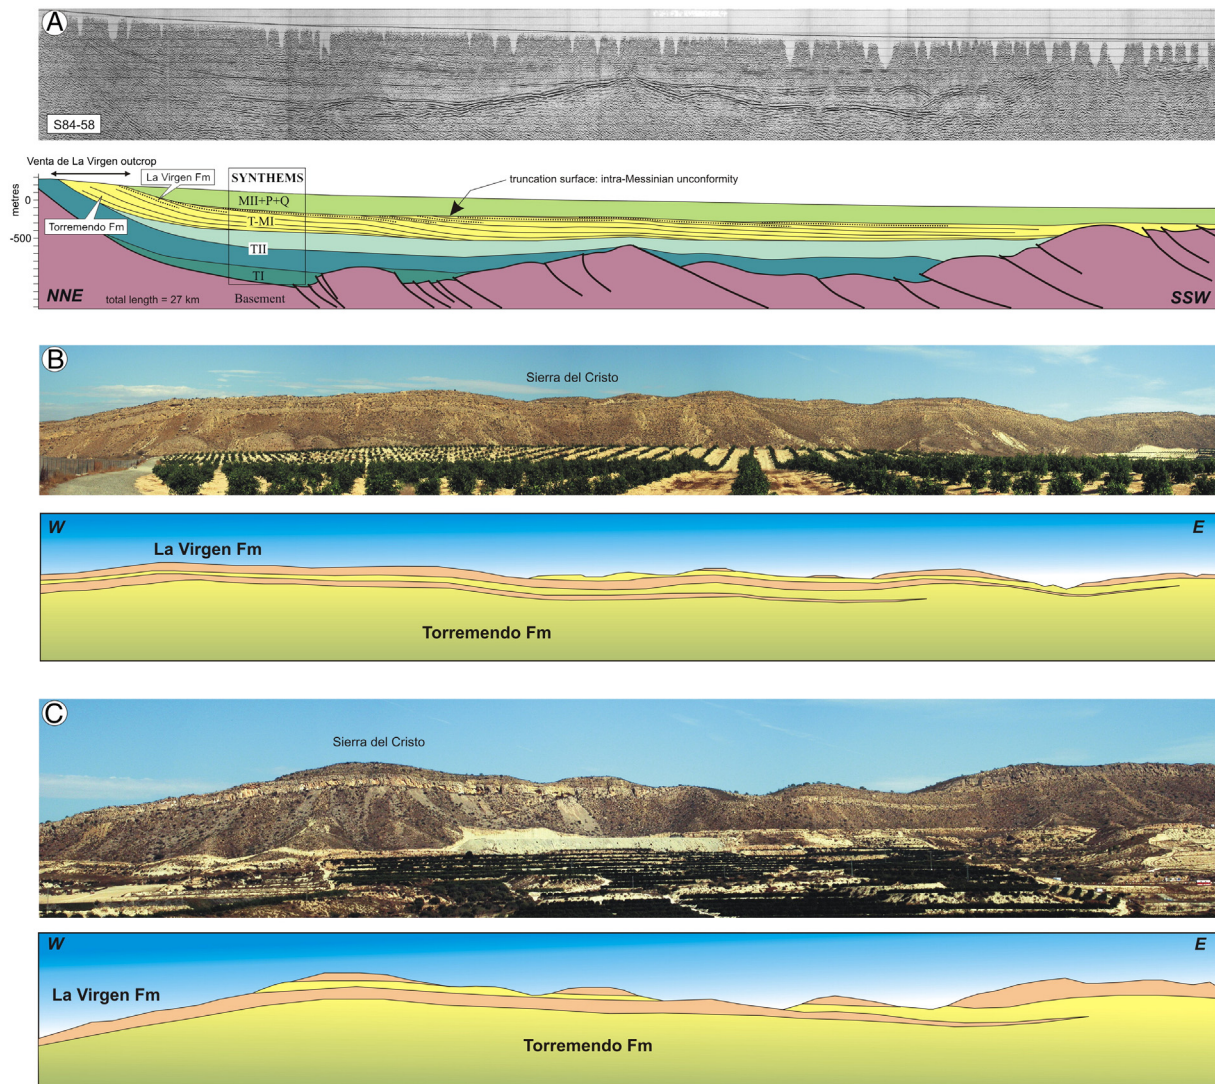 A
S84-58
Venta de La Virgen outcrop
La Virgen Fm
SYNTHEMS
truncation surface: intra-Messinian unconformity
metres
0
MII+P+Q
T-MI
Torremendo Fm
-500
TII
TI
NNE
total length = 27 km
Basement
SSW
B
Sierra del Cristo
W
E
La Virgen Fm
Torremendo Fm
C
Sierra del Cristo
W
E
La Virgen Fm
Torremendo Fm